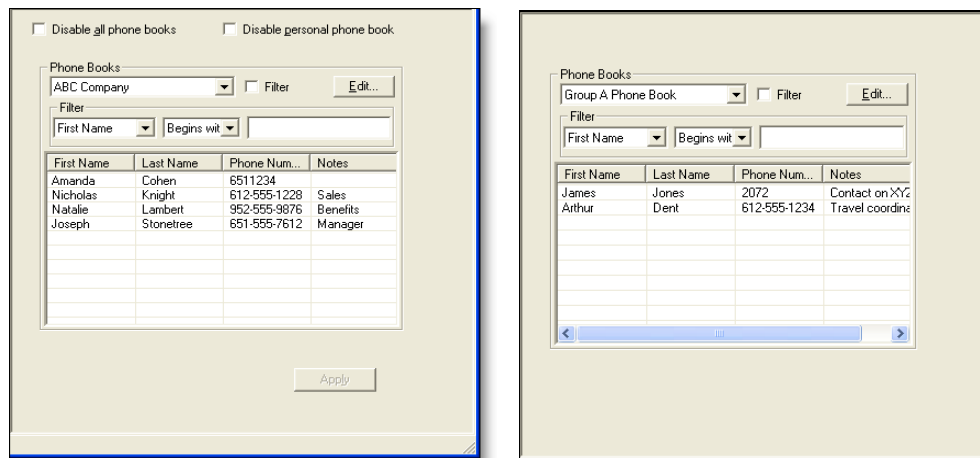 Disable all phone books Disable personal phone book
Phone Books
ABC Company Filter Edit...
Filter
First Name Begins wit
First Name Last Name Phone Num... Notes
Amanda Cohen 6511234
Nicholas Knight 612-555-1228 Sales
Natalie Lambert 952-555-9876 Benefits
Joseph Stonetree 651-555-7612 Manager
Apply
Phone Books
Group A Phone Book Filter Edit...
Filter
First Name Begins wit
First Name Last Name Phone Num... Notes
James Jones 2072 Contact on XYZ
Arthur Dent 612-555-1234 Travel coordina